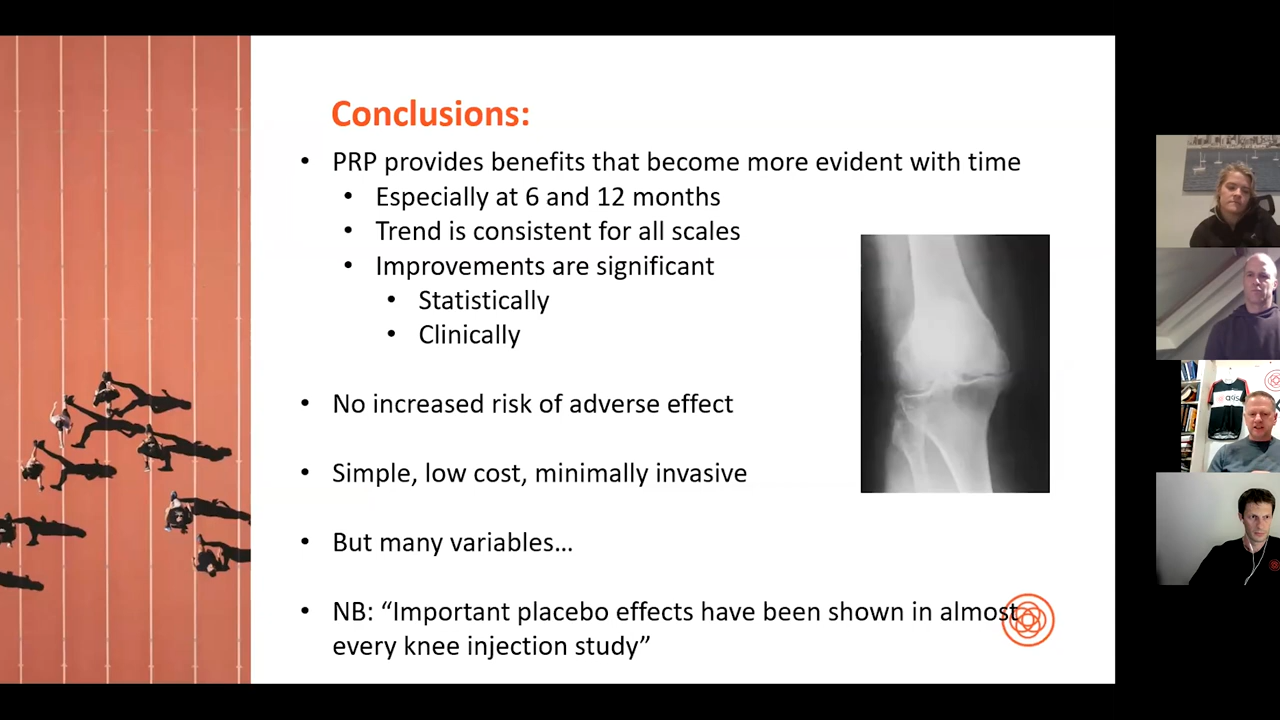 Conclusions:
• PRP provides benefits that become more evident with time
• Especially at 6 and 12 months
• Trend is consistent for all scales
• Improvements are significant
• Statistically
• Clinically
• No increased risk of adverse effect
• Simple, low cost, minimally invasive
• But many variables…
• NB: “Important placebo effects have been shown in almost
every knee injection study”